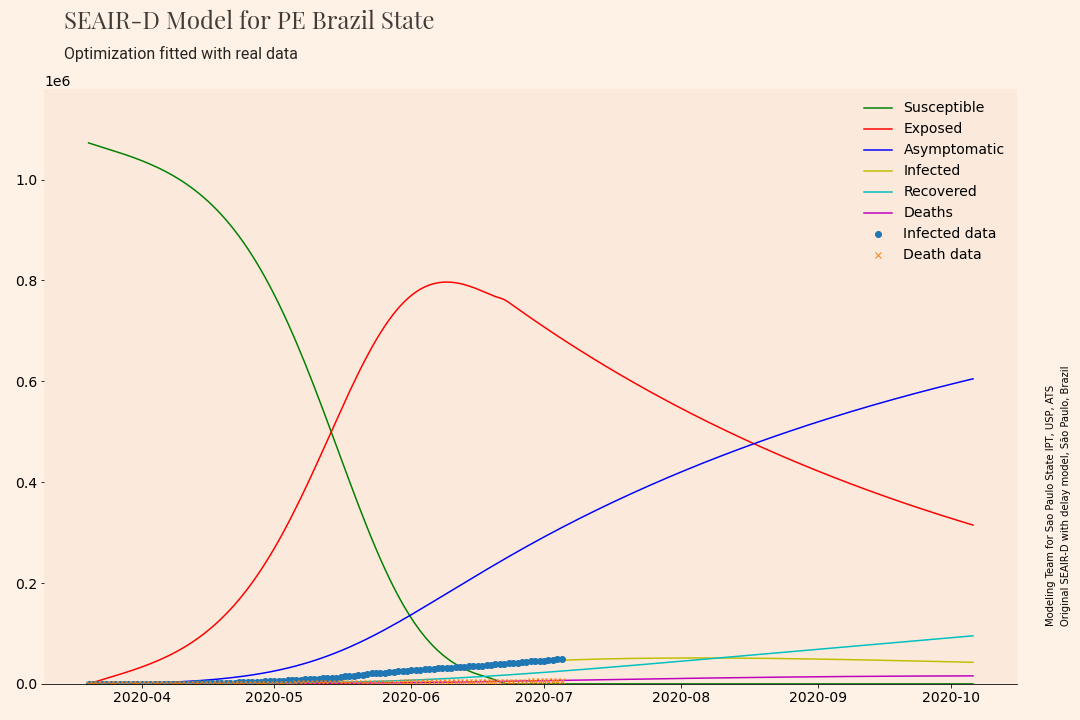 SEAIR-D Model for PE Brazil State
Optimization fitted with real data
1e6
Susceptible
Exposed
Asymptomatic
Infected
Recovered
Deaths
Infected data
Death data
1.0
0.8
0.6
0.4
0.2
0.0
2020-04
2020-05
2020-06
2020-07
2020-08
2020-09
2020-10
Modeling Team for Sao Paulo State IPT, USP, ATS
Original SEAIR-D with delay model, São Paulo, Brazil